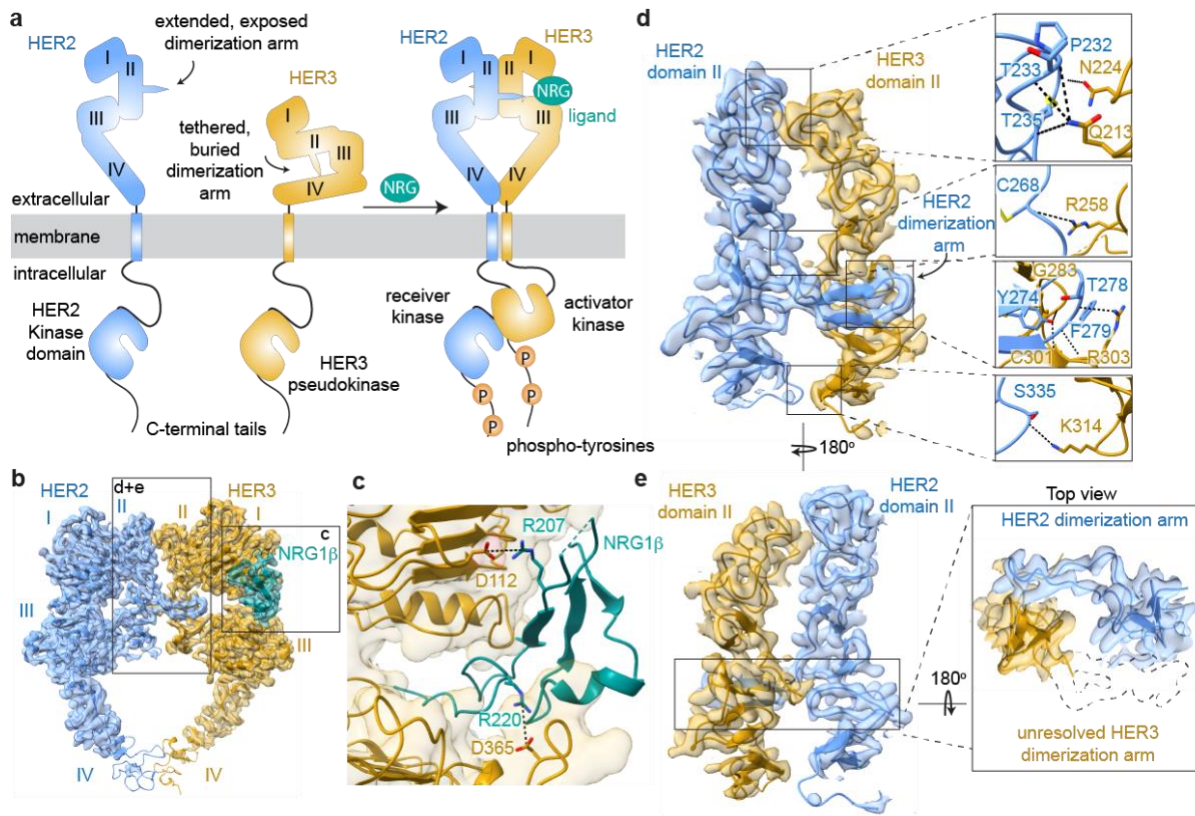 a
HER2
I
II
III
IV
extended, exposed
dimerization arm
HER3
I
II
III
IV
tethered,
buried
dimerization
arm
NRG
HER2
HER3
I
II
II
I
NRG
ligand
III
III
IV
IV
extracellular
membrane
intracellular
HER2
Kinase
domain
HER3
pseudokinase
C-terminal tails
receiver
kinase
activator
kinase
P
P
P
P
phospho-tyrosines
b
HER2
I
II
d+e
HER3
II
I
c
NRG1β
III
III
IV
IV
c
R207
NRG1β
D112
R220
D365
d
HER2
domain II
HER3
domain II
HER2
dimerization
arm
P232
T233
N224
T235
Q213
C268
R258
G283
T278
Y274
F279
C301
R303
S335
K314
180º
e
HER3
domain II
HER2
domain II
180º
Top view
HER2 dimerization arm
unresolved HER3
dimerization arm